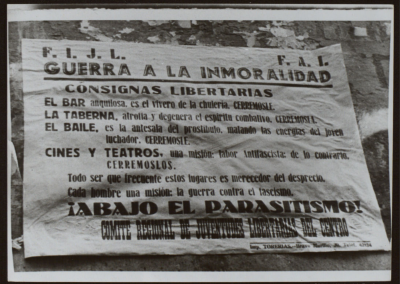 F. I. J. L. F. A. I.
GUERRA A LA INMORALIDAD
CONSIGNAS LIBERTARIAS
EL BAR anquilosa, es el vivero de la chulería, CERREMOSLE.
LA TABERNA, atrofia y degenera el espíritu combativo, CERREMOSLE.
EL BAILE, es la antesala del prostíbulo, matando las energías del joven
luchador, CERREMOSLE.
CINES Y TEATROS, una misión: labor antifascista; de lo contrario,
CERREMOSLOS.
Todo ser que frecuente estos lugares es merecedor del desprecio.
Cada hombre una misión: la guerra contra el fascismo.
¡ABAJO EL PARASITISMO!
COMITE REGIONAL DE JUVENTUDES LIBERTARIAS DEL CENTRO
Imp.